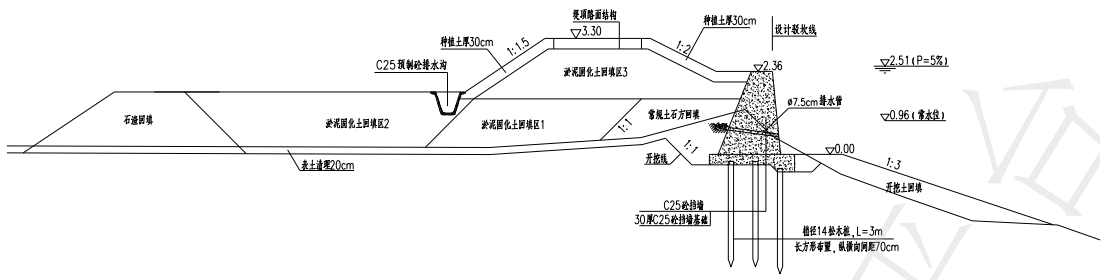 堤顶路面结构
3.30
种植土厚30cm
设计驳坎线
种植土厚30cm
1:1.5
1:2
C25预制砼排水沟
淤泥固化土回填区3
2.36
2.51(P=5%)
ø7.5cm排水管
0.96(常水位)
石渣回填
淤泥固化土回填区2
淤泥固化土回填区1
1:1
常规土石方回填
0.00
表土清理20cm
开挖线
1:1
1:3
开挖土回填
C25砼挡墙
30厚C25砼挡墙基础
植径14松木桩，L=3m
长方形布置，纵横向间距70cm